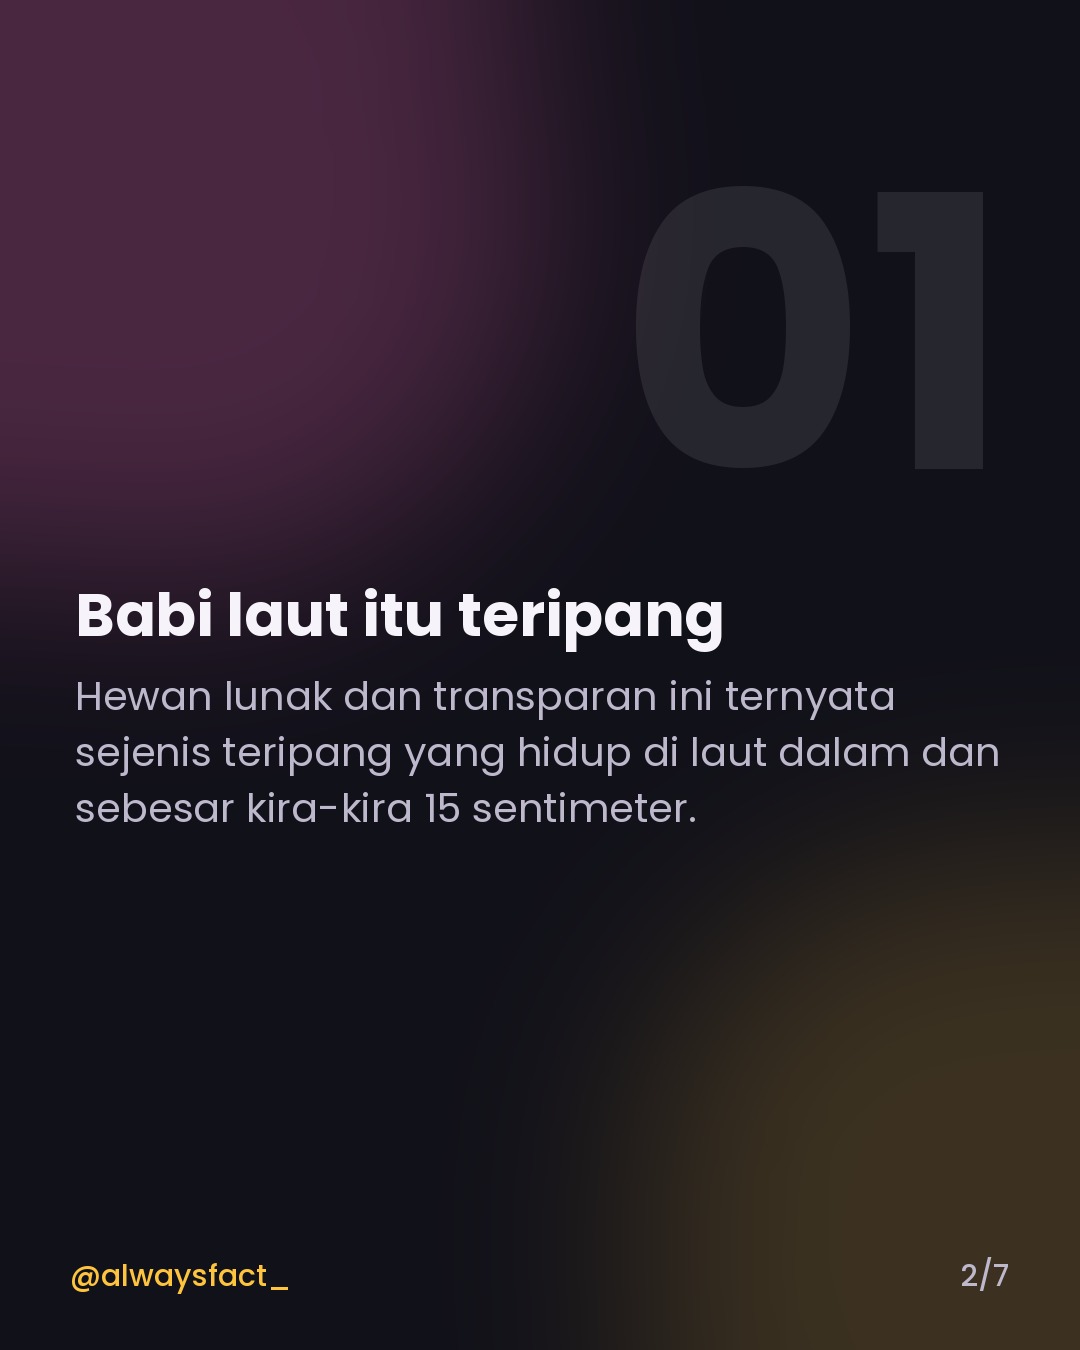 01
Babi laut itu teripang
Hewan lunak dan transparan ini ternyata
sejenis teripang yang hidup di laut dalam dan
sebesar kira-kira 15 sentimeter.
@alwaysfact_
2/7